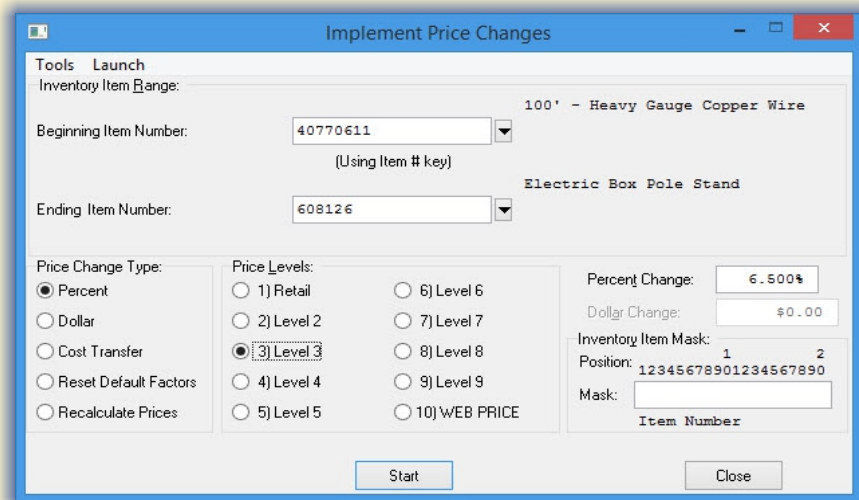 Implement Price Changes
Tools Launch
Inventory Item Range:
100' - Heavy Gauge Copper Wire
Beginning Item Number: 40770611
(Using Item # key)
Electric Box Pole Stand
Ending Item Number: 608126
Price Change Type:
Percent
Dollar
Cost Transfer
Reset Default Factors
Recalculate Prices
Price Levels:
1) Retail
2) Level 2
3) Level 3
4) Level 4
5) Level 5
6) Level 6
7) Level 7
8) Level 8
9) Level 9
10) WEB PRICE
Percent Change: 6.500%
Dollar Change: $0.00
Inventory Item Mask:
1 2
Position: 12345678901234567890
Mask:
Item Number
Start Close